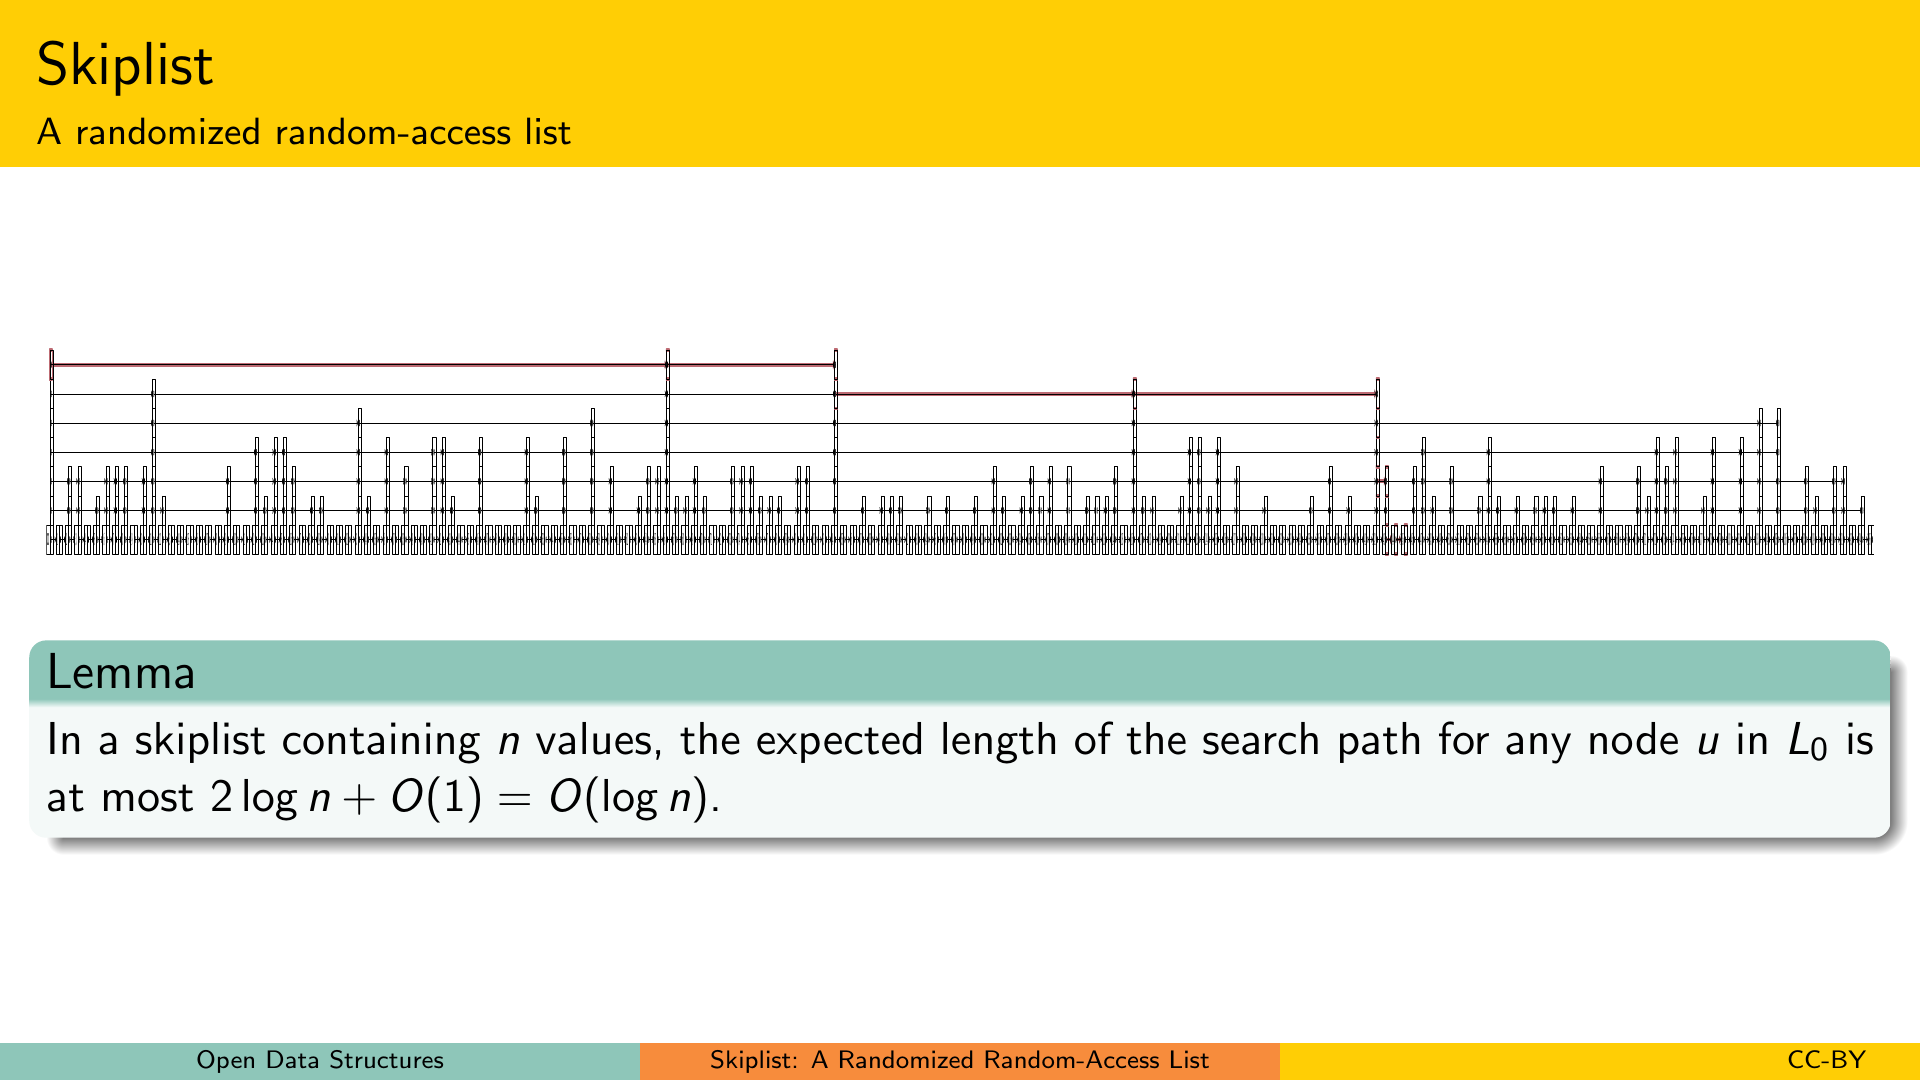 Skiplist
A randomized random-access list
Lemma
In a skiplist containing n values, the expected length of the search path for any node u in L₀ is
at most 2 log n + O(1) = O(log n).
Open Data Structures
Skiplist: A Randomized Random-Access List
CC-BY